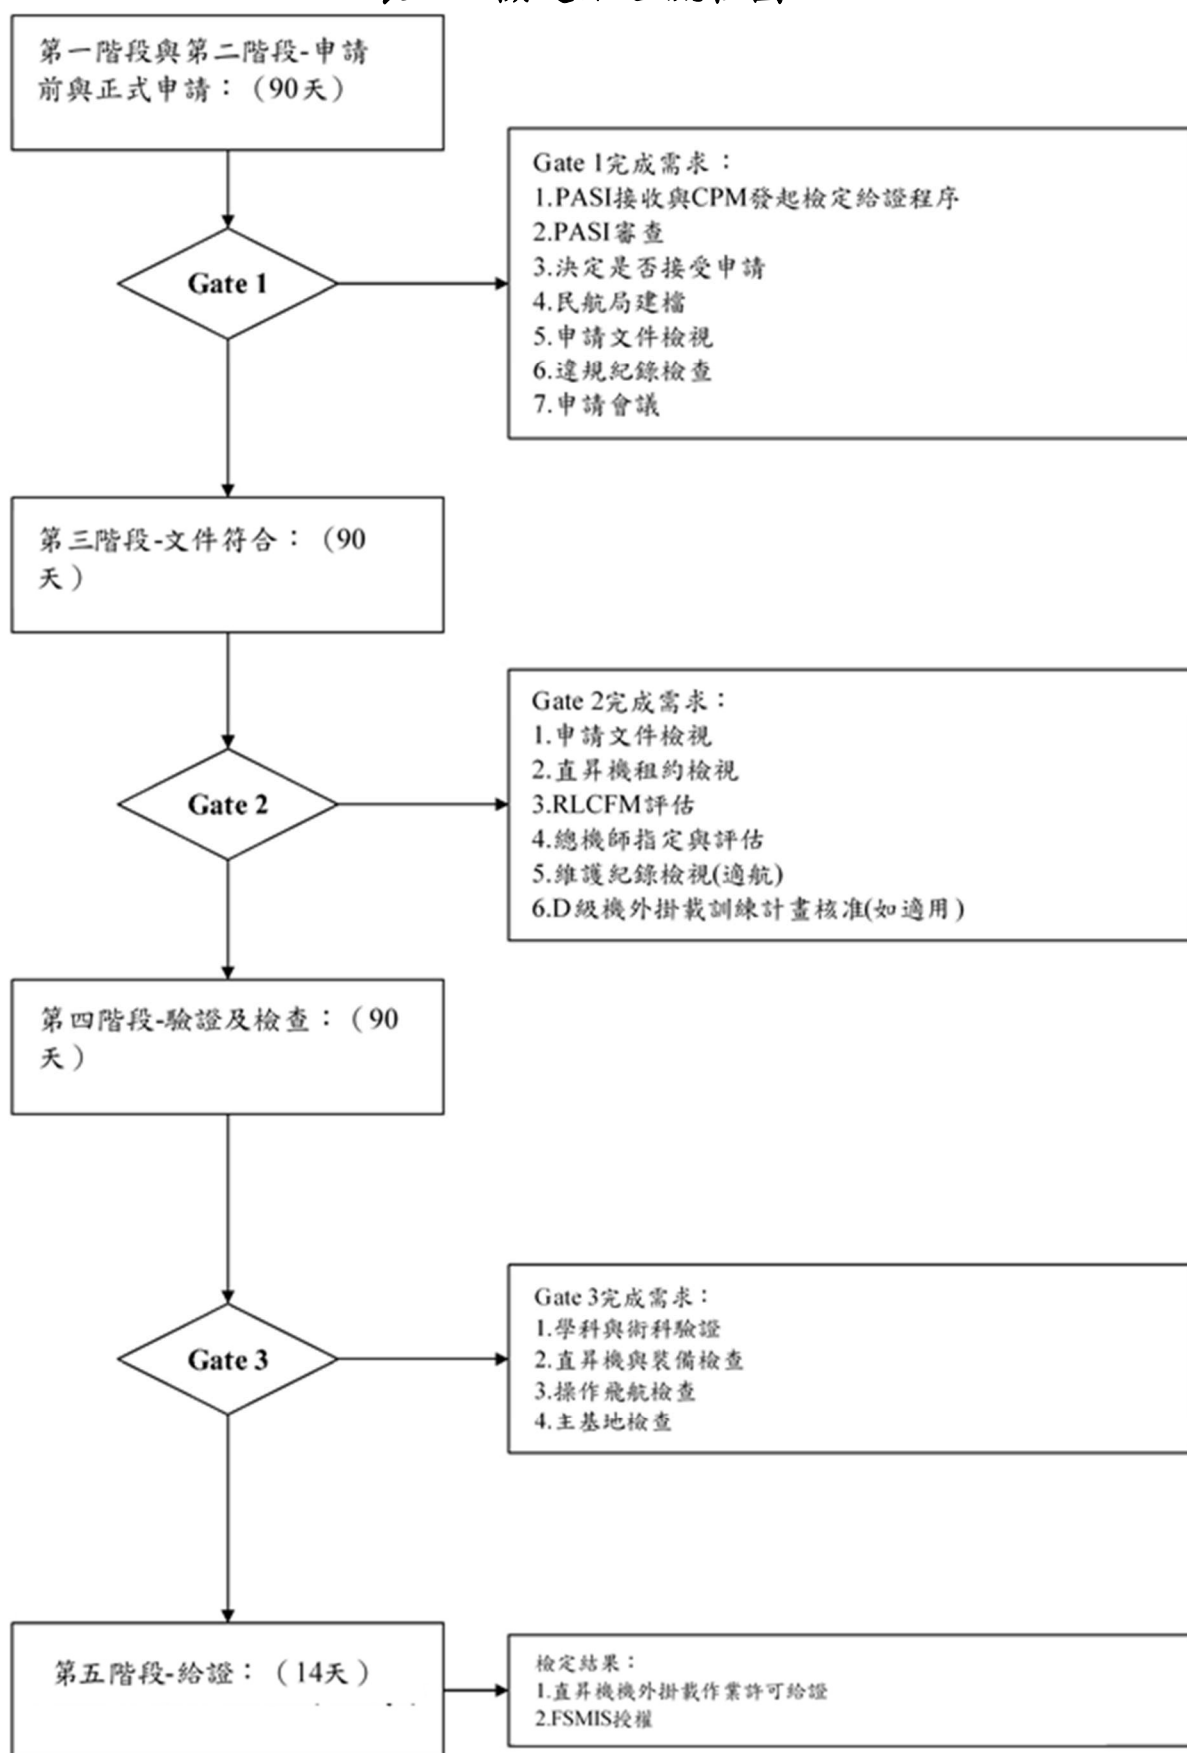 第一階段與第二階段-申請
前與正式申請：（90天）
Gate 1完成需求：
1.PASI接收與CPM發起檢定給證程序
2.PASI審查
3.決定是否接受申請
4.民航局建檔
5.申請文件檢視
6.違規紀錄檢查
7.申請會議
Gate 1
第三階段-文件符合：（90
天）
Gate 2完成需求：
1.申請文件檢視
2.直昇機租約檢視
3.RLCFM評估
4.總機師指定與評估
5.維護紀錄檢視(適航)
6.D級機外掛載訓練計畫核准(如適用)
Gate 2
第四階段-驗證及檢查：（90
天）
Gate 3完成需求：
1.學科與術科驗證
2.直昇機與裝備檢查
3.操作飛航檢查
4.主基地檢查
Gate 3
第五階段-給證：（14天）
檢定結果：
1.直昇機機外掛載作業許可給證
2.FSMIS授權